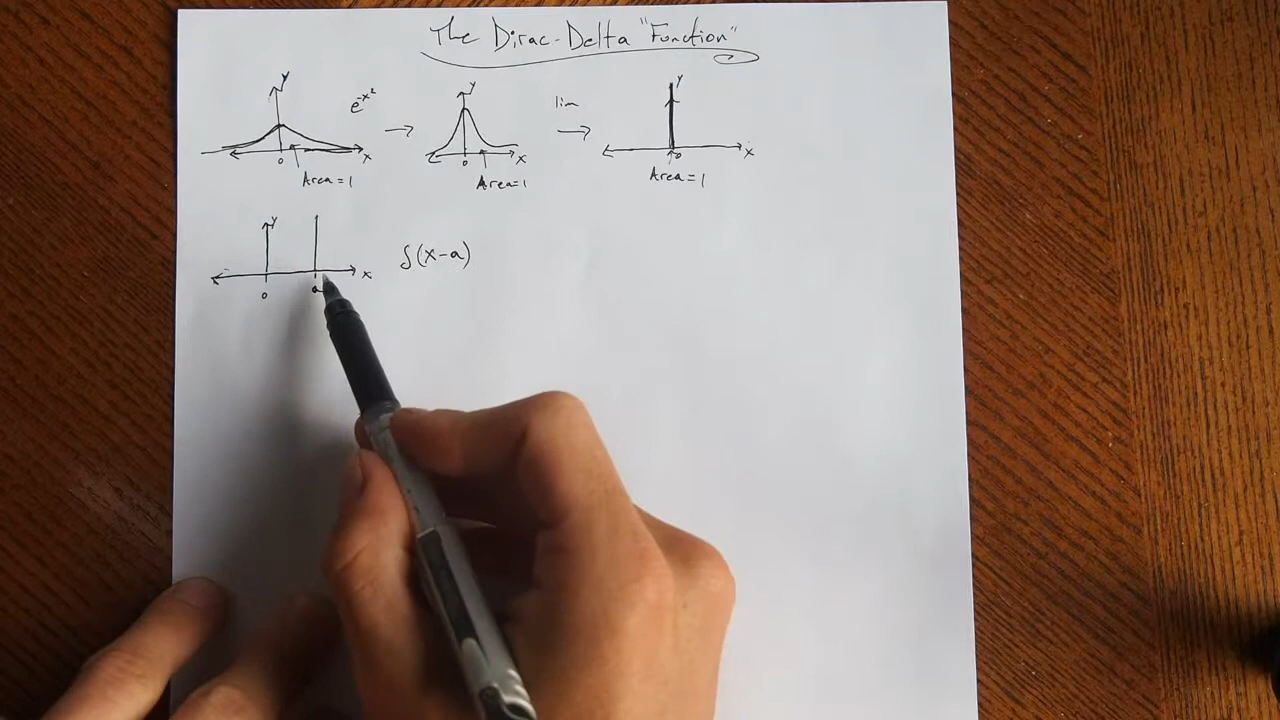 The Dirac-Delta "Function"
y e^-x² y lim y
0 x 0 x 0 x
Area=1 Area=1 Area=1
y δ(x-a)
0 a x